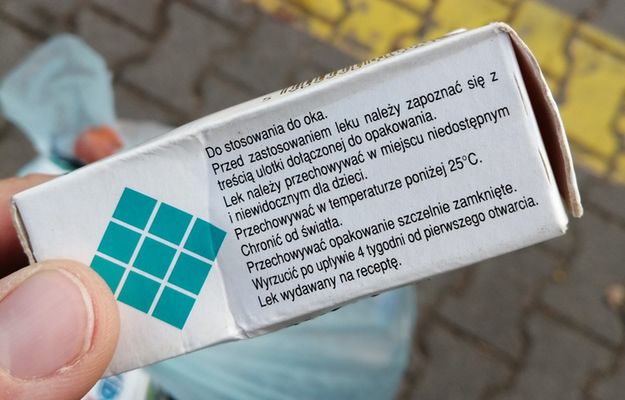 Do stosowania do oka.
Przed zastosowaniem leku należy zapoznać się z
treścią ulotki dołączonej do opakowania.
Lek należy przechowywać w miejscu niedostępnym
i niewidocznym dla dzieci.
Przechowywać w temperaturze poniżej 25°C.
Chronić od światła.
Przechowywać opakowanie szczelnie zamknięte.
Wyrzucić po upływie 4 tygodni od pierwszego otwarcia.
Lek wydawany na receptę.